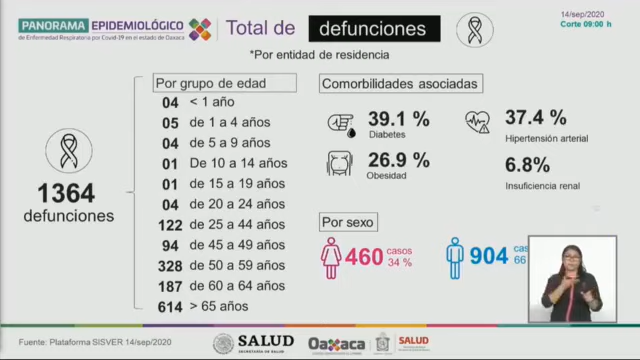 PANORAMA EPIDEMIOLÓGICO
de Enfermedad Respiratoria por Covid-19 en el estado de Oaxaca
Total de defunciones
14/sep/2020
Corte 09:00 h
*Por entidad de residencia
Por grupo de edad
04 < 1 año
05 de 1 a 4 años
04 de 5 a 9 años
01 De 10 a 14 años
01 de 15 a 19 años
04 de 20 a 24 años
122 de 25 a 44 años
94 de 45 a 49 años
328 de 50 a 59 años
187 de 60 a 64 años
614 > 65 años
1364
defunciones
Comorbilidades asociadas
39.1 %
Diabetes
37.4 %
Hipertensión arterial
26.9 %
Obesidad
6.8%
Insuficiencia renal
Por sexo
460 casos
34 %
904 cas
66
Fuente: Plataforma SISVER 14/sep/2020
SALUD
SECRETARÍA DE SALUD
Oaxaca
SALUD